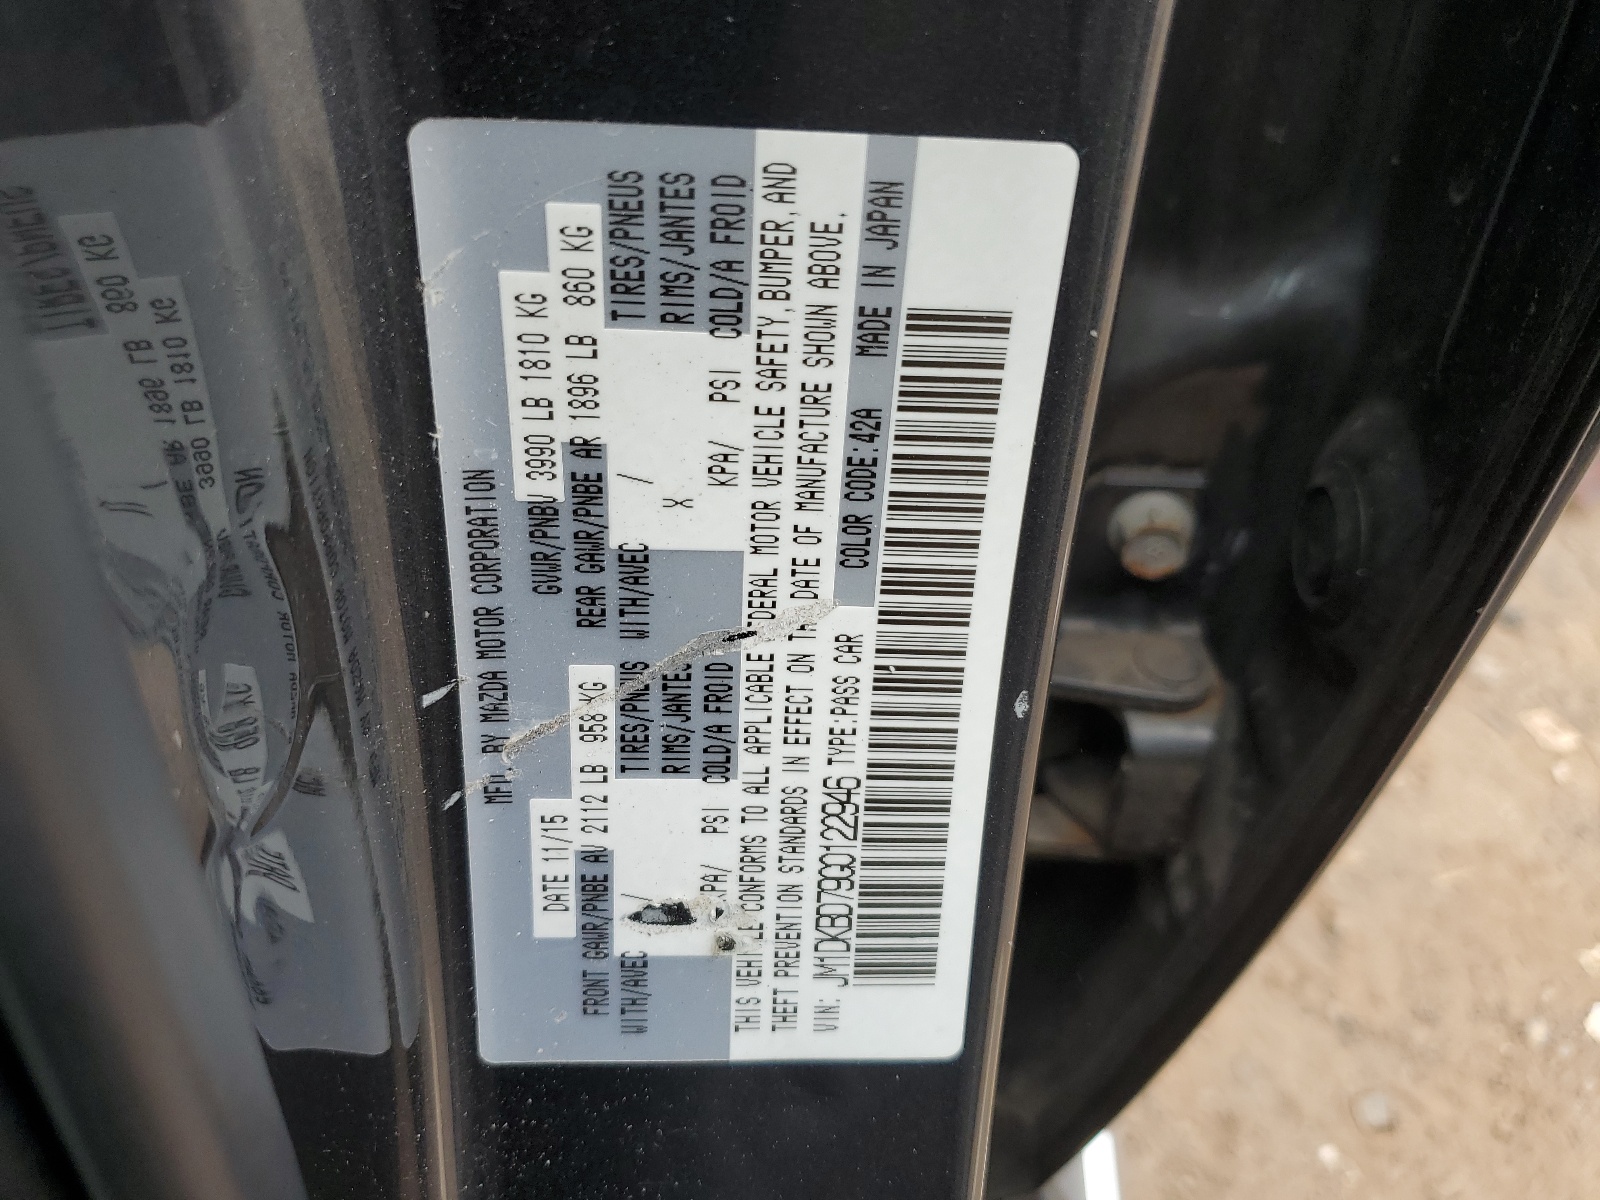 MFD. BY MAZDA MOTOR CORPORATION
DATE 11/15 GVWR/PNBV 3990 LB 1810 KG
FRONT GAWR/PNBE AV 2112 LB 958 KG REAR GAWR/PNBE AR 1896 LB 860 KG
WITH/AVEC / TIRES/PNEUS WITH/AVEC / TIRES/PNEUS
RIMS/JANTES X RIMS/JANTES
KPA/ PSI COLD/A FROID KPA/ PSI COLD/A FROID
THIS VEHICLE CONFORMS TO ALL APPLICABLE FEDERAL MOTOR VEHICLE SAFETY, BUMPER, AND
THEFT PREVENTION STANDARDS IN EFFECT ON THE DATE OF MANUFACTURE SHOWN ABOVE.
VIN: JM1DKBD79G0122946 TYPE:PASS CAR COLOR CODE:42A MADE IN JAPAN